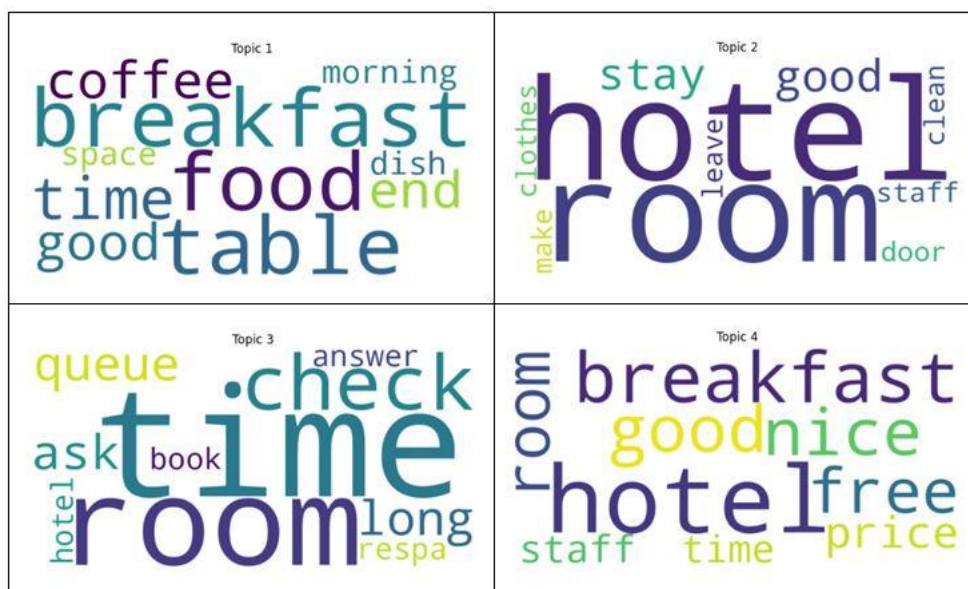 Topic 1
coffee morning
breakfast
space dish
time food end
good table
Topic 2
stay good
hotel
clothes leave clean
room staff
make door
Topic 3
queue answer
check
time
ask book
hotel room long
respa
Topic 4
room breakfast
good nice
hotel free
price
staff time